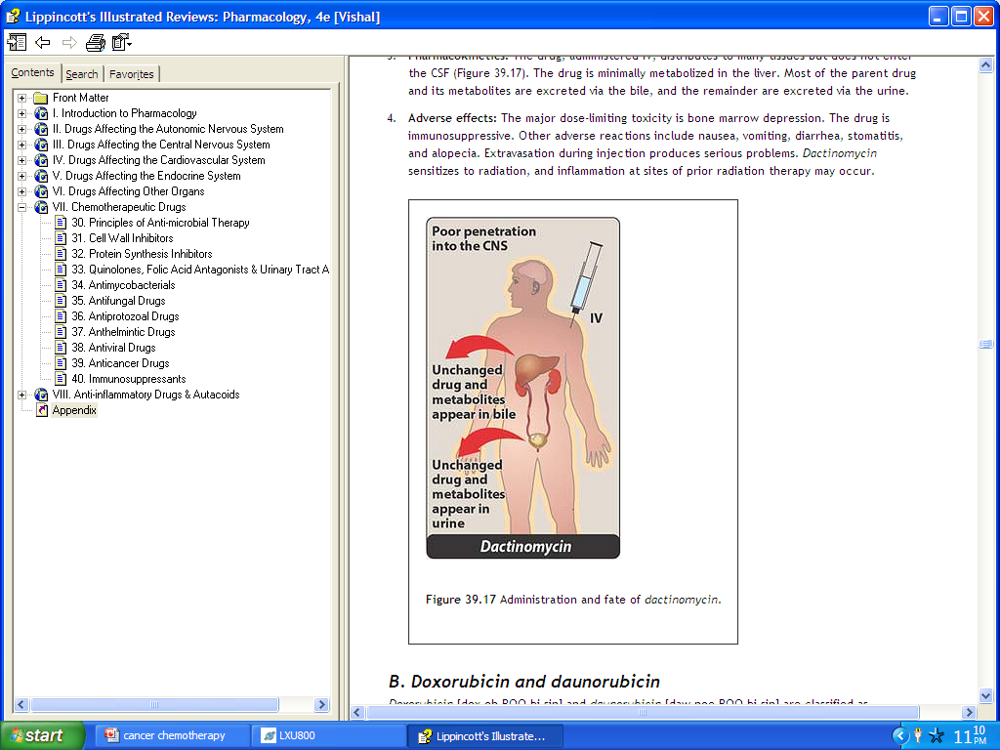 Lippincott's Illustrated Reviews: Pharmacology, 4e [Vishal]
Contents
Search
Favorites
Front Matter
I. Introduction to Pharmacology
II. Drugs Affecting the Autonomic Nervous System
III. Drugs Affecting the Central Nervous System
IV. Drugs Affecting the Cardiovascular System
V. Drugs Affecting the Endocrine System
VI. Drugs Affecting Other Organs
VII. Chemotherapeutic Drugs
30. Principles of Anti-microbial Therapy
31. Cell Wall Inhibitors
32. Protein Synthesis Inhibitors
33. Quinolones, Folic Acid Antagonists & Urinary Tract A
34. Antimycobacterials
35. Antifungal Drugs
36. Antiprotozoal Drugs
37. Anthelmintic Drugs
38. Antiviral Drugs
39. Anticancer Drugs
40. Immunosuppressants
VIII. Anti-inflammatory Drugs & Autacoids
Appendix
3. Pharmacokinetics: The drug, administered IV, distributes to many tissues but does not enter
the CSF (Figure 39.17). The drug is minimally metabolized in the liver. Most of the parent drug
and its metabolites are excreted via the bile, and the remainder are excreted via the urine.
4. Adverse effects: The major dose-limiting toxicity is bone marrow depression. The drug is
immunosuppressive. Other adverse reactions include nausea, vomiting, diarrhea, stomatitis,
and alopecia. Extravasation during injection produces serious problems. Dactinomycin
sensitizes to radiation, and inflammation at sites of prior radiation therapy may occur.
Poor penetration
into the CNS
IV
Unchanged
drug and
metabolites
appear in bile
Unchanged
drug and
metabolites
appear in
urine
Dactinomycin
Figure 39.17 Administration and fate of dactinomycin.
B. Doxorubicin and daunorubicin
Doxorubicin [dox-oh-ROO-bi-sin] and daunorubicin [daw-noe-ROO-bi-sin] are classified as
start
cancer chemotherapy
LXU800
Lippincott's Illustrate...
11 10 PM